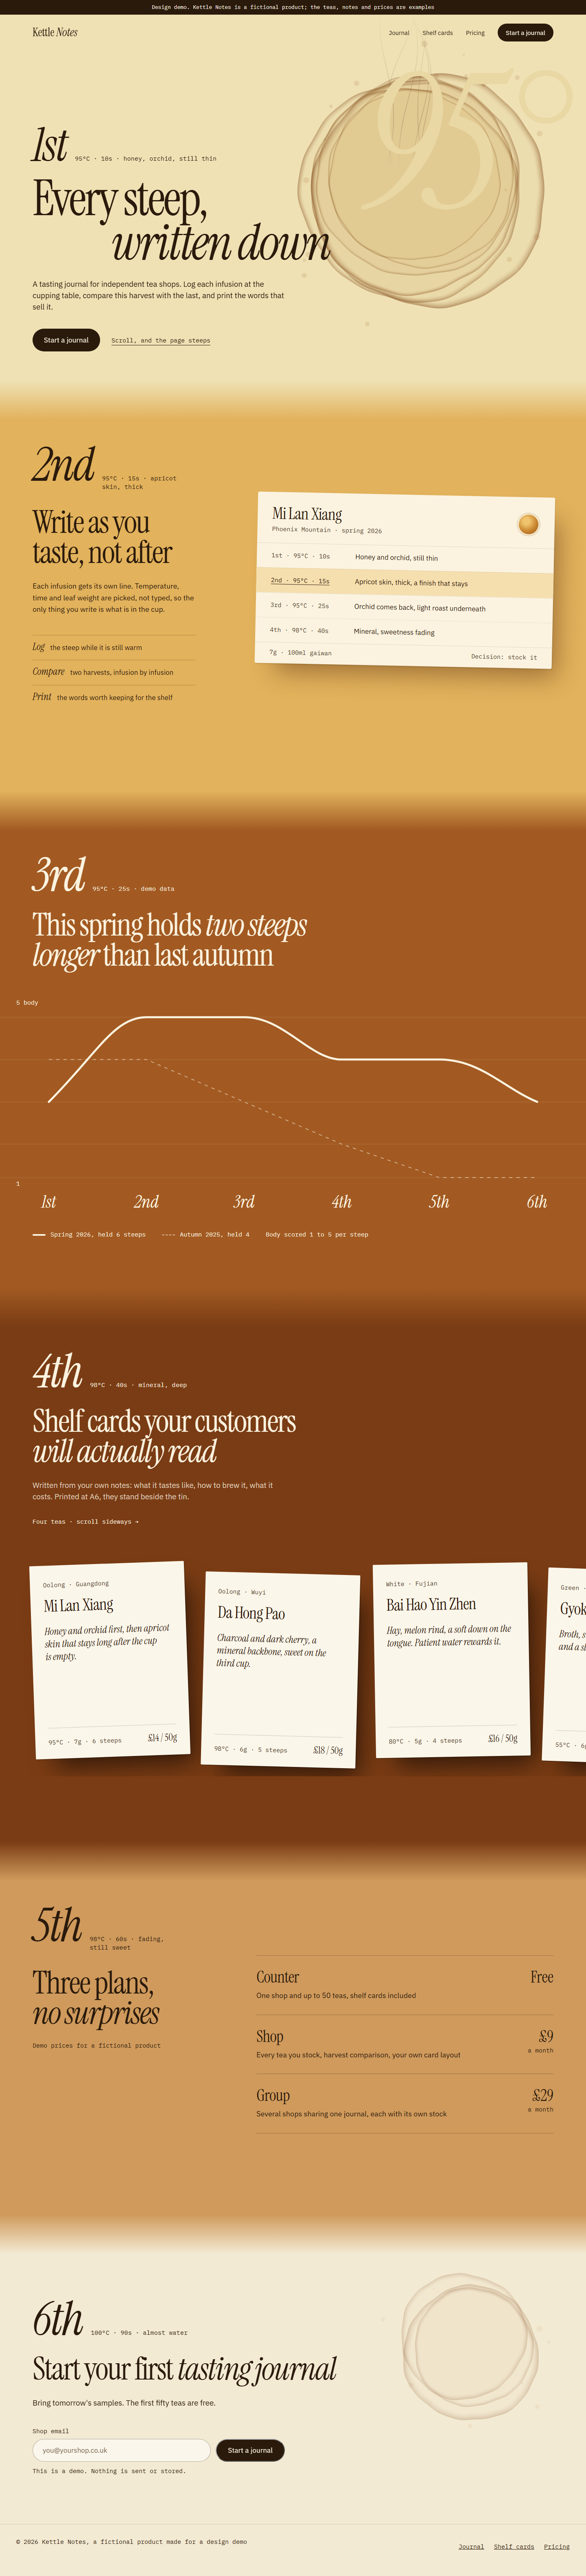 Design demo. Kettle Notes is a fictional product; the teas, notes and prices are examples
Kettle Notes
Journal
Shelf cards
Pricing
Start a journal
95°
1st
95°C · 10s · honey, orchid, still thin
Every steep,
written down
A tasting journal for independent tea shops. Log each infusion at the
cupping table, compare this harvest with the last, and print the words that
sell it.
Start a journal
Scroll, and the page steeps
2nd
95°C · 15s · apricot
skin, thick
Write as you
taste, not after
Each infusion gets its own line. Temperature,
time and leaf weight are picked, not typed, so the
only thing you write is what is in the cup.
Log the steep while it is still warm
Compare two harvests, infusion by infusion
Print the words worth keeping for the shelf
Mi Lan Xiang
Phoenix Mountain · spring 2026
1st · 95°C · 10s Honey and orchid, still thin
2nd · 95°C · 15s Apricot skin, thick, a finish that stays
3rd · 95°C · 25s Orchid comes back, light roast underneath
4th · 98°C · 40s Mineral, sweetness fading
7g · 100ml gaiwan Decision: stock it
3rd
95°C · 25s · demo data
This spring holds two steeps
longer than last autumn
5 body
1
1st 2nd 3rd 4th 5th 6th
Spring 2026, held 6 steeps
Autumn 2025, held 4
Body scored 1 to 5 per step
4th
98°C · 40s · mineral, deep
Shelf cards your customers
will actually read
Written from your own notes: what it tastes like, how to brew it, what it
costs. Printed at A6, they stand beside the tin.
Four teas · scroll sideways →
Oolong · Guangdong
Mi Lan Xiang
Honey and orchid first, then apricot
skin that stays long after the cup
is empty.
95°C · 7g · 6 steeps £14 / 50g
Oolong · Wuyi
Da Hong Pao
Charcoal and dark cherry, a
mineral backbone, sweet on the
third cup.
98°C · 6g · 5 steeps £18 / 50g
White · Fujian
Bai Hao Yin Zhen
Hay, melon rind, a soft down on the
tongue. Patient water rewards it.
80°C · 5g · 4 steeps £16 / 50g
Green ·
Gyok
Broth, s
and a sl
55°C · 6g
5th
98°C · 60s · fading,
still sweet
Three plans,
no surprises
Demo prices for a fictional product
Counter Free
One shop and up to 50 teas, shelf cards included
Shop £9
Every tea you stock, harvest comparison, your own card layout a month
Group £29
Several shops sharing one journal, each with its own stock a month
6th
100°C · 90s · almost water
Start your first tasting journal
Bring tomorrow's samples. The first fifty teas are free.
Shop email
you@yourshop.co.uk
Start a journal
This is a demo. Nothing is sent or stored.
© 2026 Kettle Notes, a fictional product made for a design demo
Journal
Shelf cards
Pricing